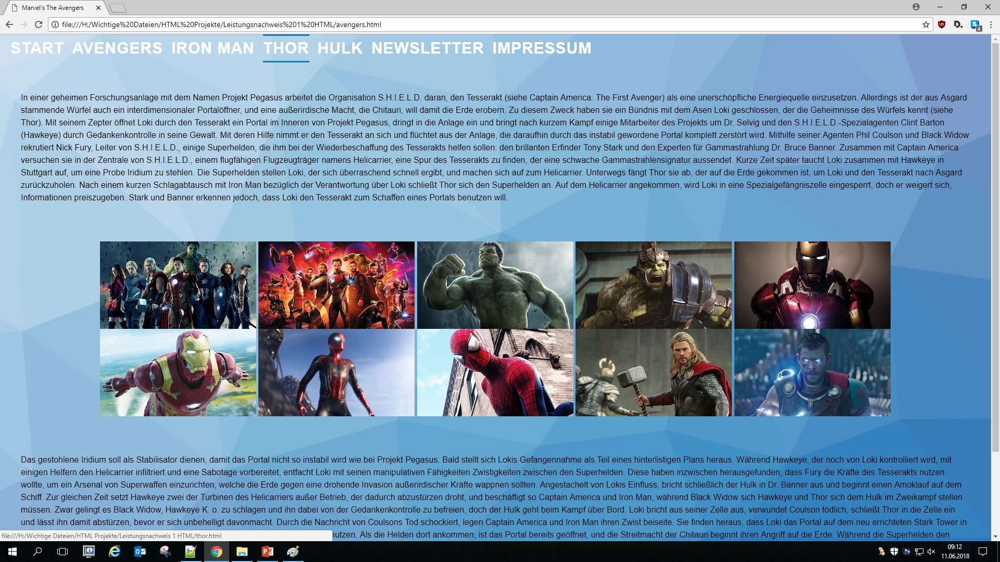 Marvel's The Avengers
file:///H:/Wichtige%20Dateien/HTML%20Projekte/Leistungsnachweis%201%20HTML/avengers.html
START AVENGERS IRON MAN THOR HULK NEWSLETTER IMPRESSUM
In einer geheimen Forschungsanlage mit dem Namen Projekt Pegasus arbeitet die Organisation S.H.I.E.L.D. daran, den Tesserakt (siehe Captain America: The First Avenger) als eine unerschöpfliche Energiequelle einzusetzen. Allerdings ist der aus Asgard
stammende Würfel auch ein interdimensionaler Portalöffner, und eine außerirdische Macht, die Chitauri, will damit die Erde erobern. Zu diesem Zweck haben sie ein Bündnis mit dem Asen Loki geschlossen, der die Geheimnisse des Würfels kennt (siehe
Thor). Mit seinem Zepter öffnet Loki durch den Tesserakt ein Portal im Inneren von Projekt Pegasus, dringt in die Anlage ein und bringt nach kurzem Kampf einige Mitarbeiter des Projekts um Dr. Selvig und den S.H.I.E.L.D.-Spezialagenten Clint Barton
(Hawkeye) durch Gedankenkontrolle in seine Gewalt. Mit deren Hilfe nimmt er den Tesserakt an sich und flüchtet aus der Anlage, die daraufhin durch das instabil gewordene Portal komplett zerstört wird. Mithilfe seiner Agenten Phil Coulson und Black Widow
rekrutiert Nick Fury, Leiter von S.H.I.E.L.D., einige Superhelden, die ihm bei der Wiederbeschaffung des Tesserakts helfen sollen: den brillanten Erfinder Tony Stark und den Experten für Gammastrahlung Dr. Bruce Banner. Zusammen mit Captain America
versuchen sie in der Zentrale von S.H.I.E.L.D., einem flugfähigen Flugzeugträger namens Helicarrier, eine Spur des Tesserakts zu finden, der eine schwache Gammastrahlensignatur aussendet. Kurze Zeit später taucht Loki zusammen mit Hawkeye in
Stuttgart auf, um eine Probe Iridium zu stehlen. Die Superhelden stellen Loki, der sich überraschend schnell ergibt, und machen sich auf zum Helicarrier. Unterwegs fängt Thor sie ab, der auf die Erde gekommen ist, um Loki und den Tesserakt nach Asgard
zurückzuholen. Nach einem kurzen Schlagabtausch mit Iron Man bezüglich der Verantwortung über Loki schließt Thor sich den Superhelden an. Auf dem Helicarrier angekommen, wird Loki in eine Spezialgefängniszelle eingesperrt, doch er weigert sich,
Informationen preiszugeben. Stark und Banner erkennen jedoch, dass Loki den Tesserakt zum Schaffen eines Portals benutzen will.
Das gestohlene Iridium soll als Stabilisator dienen, damit das Portal nicht so instabil wird wie bei Projekt Pegasus. Bald stellt sich Lokis Gefangennahme als Teil eines hinterlistigen Plans heraus. Während Hawkeye, der noch von Loki kontrolliert wird, mit
einigen Helfern den Helicarrier infiltriert und eine Sabotage vorbereitet, entfacht Loki mit seinen manipulativen Fähigkeiten Zwistigkeiten zwischen den Superhelden. Diese haben inzwischen herausgefunden, dass Fury die Kräfte des Tesserakts nutzen
wollte, um ein Arsenal von Superwaffen einzurichten, welche die Erde gegen eine drohende Invasion außerirdischer Kräfte wappnen sollten. Angestachelt von Lokis Einfluss, bricht schließlich der Hulk in Dr. Banner aus und beginnt einen Amoklauf auf dem
Schiff. Zur gleichen Zeit setzt Hawkeye zwei der Turbinen des Helicarriers außer Betrieb, der dadurch abzustürzen droht, und beschäftigt so Captain America und Iron Man, während Black Widow sich Hawkeye und Thor sich dem Hulk im Zweikampf stellen
müssen. Zwar gelingt es Black Widow, Hawkeye K. o. zu schlagen und ihn dabei von der Gedankenkontrolle zu befreien, doch der Hulk geht beim Kampf über Bord. Loki bricht aus seiner Zelle aus, verwundet Coulson tödlich, schließt Thor in die Zelle ein
und lässt ihn damit abstürzen, bevor er sich unbehelligt davonmacht. Durch die Nachricht von Coulsons Tod schockiert, legen Captain America und Iron Man ihren Zwist beiseite. Sie finden heraus, dass Loki das Portal auf dem neu errichteten Stark Tower in
nutzen. Als die Helden dort ankommen, ist das Portal bereits geöffnet, und die Streitmacht der Chitauri beginnt ihren Angriff auf die Erde. Während die Superhelden den
file:///H:/Wichtige Dateien/HTML Projekte/Leistungsnachweis 1 HTML/thor.html
09:12
11.06.2018